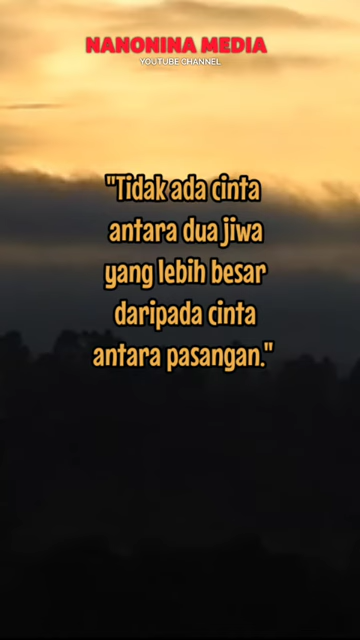 NANONINA MEDIA
YOUTUBE CHANNEL
"Tidak ada cinta
antara dua jiwa
yang lebih besar
daripada cinta
antara pasangan."